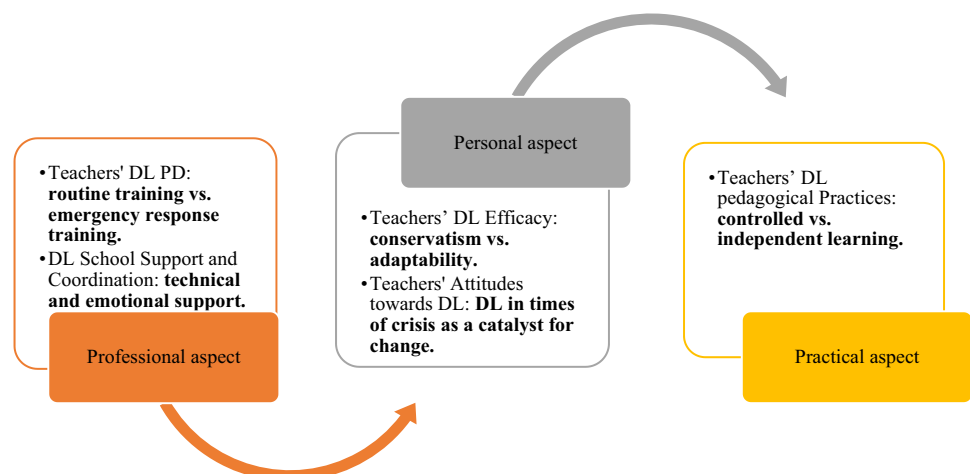 •Teachers' DL PD:
routine training vs.
emergency response
training.
•DL School Support and
Coordination: technical
and emotional support.
Professional aspect
Personal aspect
•Teachers’ DL Efficacy:
conservatism vs.
adaptability.
•Teachers' Attitudes
towards DL: DL in times
of crisis as a catalyst for
change.
•Teachers’ DL
pedagogical Practices:
controlled vs.
independent learning.
Practical aspect